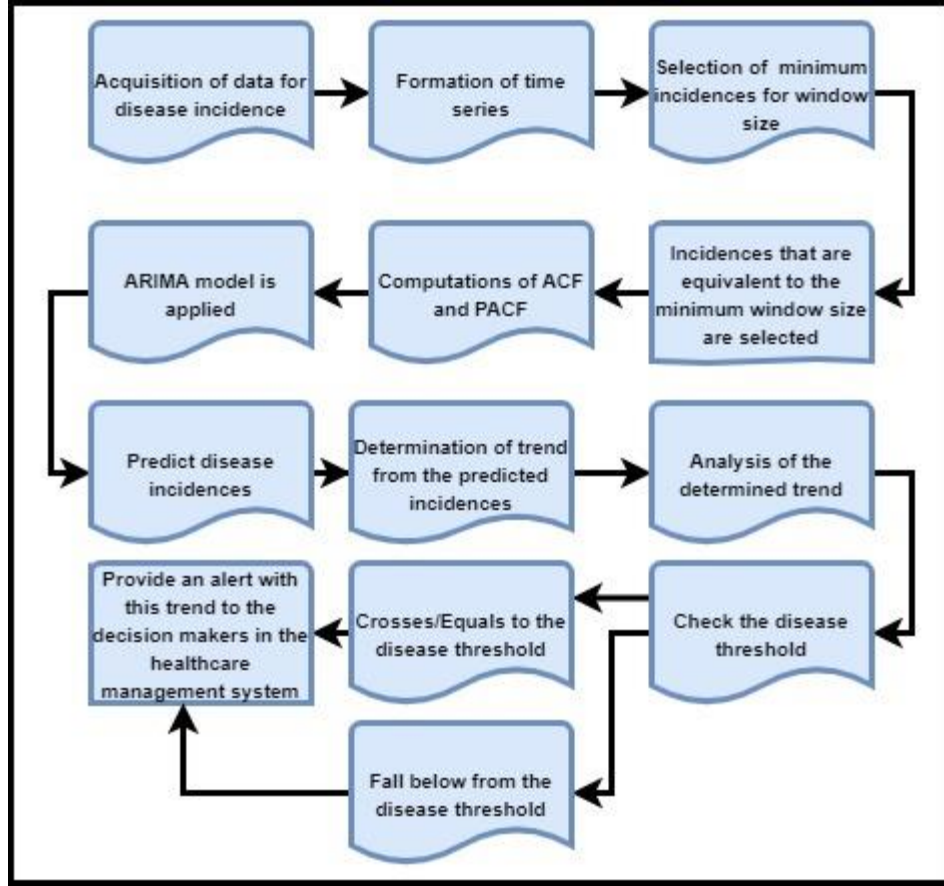 Acquisition of data for
disease incidence
Formation of time
series
Selection of minimum
incidences for window
size
Incidences that are
equivalent to the
minimum window size
are selected
Computations of ACF
and PACF
ARIMA model is
applied
Predict disease
incidences
Determination of trend
from the predicted
incidences
Analysis of the
determined trend
Check the disease
threshold
Crosses/Equals to the
disease threshold
Fall below from the
disease threshold
Provide an alert with
this trend to the
decision makers in the
healthcare
management system